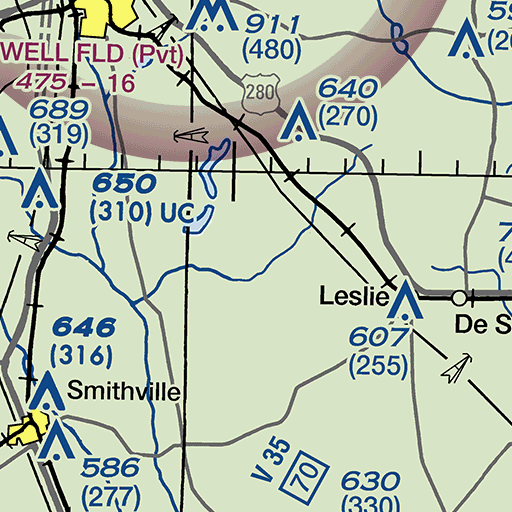 911
(480)
WELL FLD (Pvt)
475 – 16
280
640
(270)
689
(319)
650
(310) UC
Leslie
De S
607
(255)
646
(316)
Smithville
586
(277)
V 35
70
630
(330)